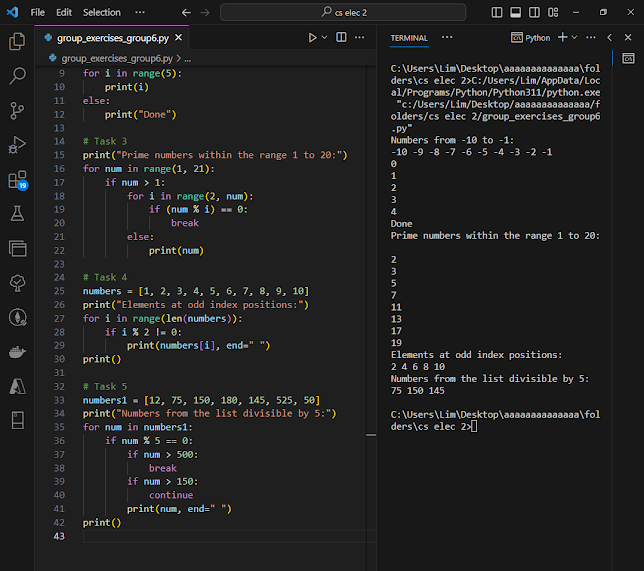 File Edit Selection ... cs elec 2
group_exercises_group6.py
group_exercises_group6.py > ...
9 for i in range(5):
10     print(i)
11 else:
12     print("Done")
13
14 # Task 3
15 print("Prime numbers within the range 1 to 20:")
16 for num in range(1, 21):
17     if num > 1:
18         for i in range(2, num):
19             if (num % i) == 0:
20                 break
21         else:
22             print(num)
23
24 # Task 4
25 numbers = [1, 2, 3, 4, 5, 6, 7, 8, 9, 10]
26 print("Elements at odd index positions:")
27 for i in range(len(numbers)):
28     if i % 2 != 0:
29         print(numbers[i], end=" ")
30 print()
31
32 # Task 5
33 numbers1 = [12, 75, 150, 180, 145, 525, 50]
34 print("Numbers from the list divisible by 5:")
35 for num in numbers1:
36     if num % 5 == 0:
37         if num > 500:
38             break
39         if num > 150:
40             continue
41         print(num, end=" ")
42 print()
43
19
TERMINAL ... Python ...
C:\Users\Lim\Desktop\aaaaaaaaaaaaaa\fol
ders\cs elec 2>C:/Users/Lim/AppData/Loc
al/Programs/Python/Python311/python.exe
"c:/Users/Lim/Desktop/aaaaaaaaaaaaaa/f
olders/cs elec 2/group_exercises_group6
.py"
Numbers from -10 to -1:
-10 -9 -8 -7 -6 -5 -4 -3 -2 -1
0
1
2
3
4
Done
Prime numbers within the range 1 to 20:
2
3
5
7
11
13
17
19
Elements at odd index positions:
2 4 6 8 10
Numbers from the list divisible by 5:
75 150 145
C:\Users\Lim\Desktop\aaaaaaaaaaaaaa\fol
ders\cs elec 2>